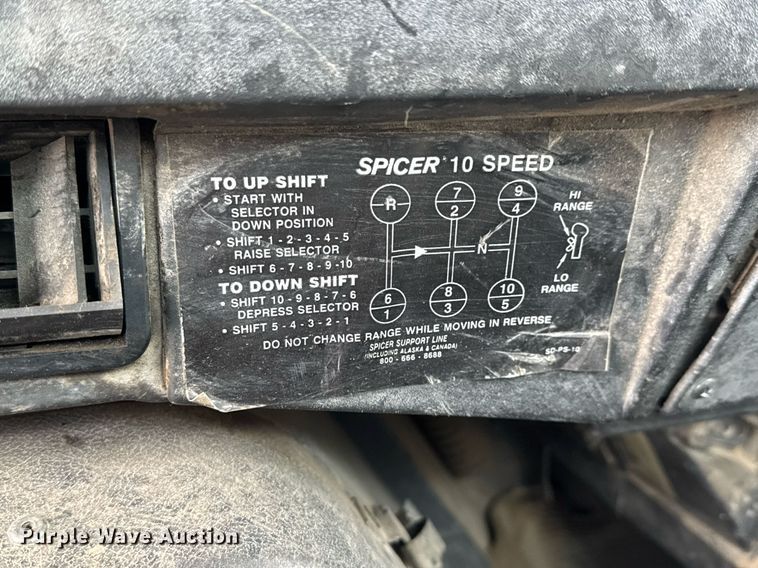 SPICER 10 SPEED
TO UP SHIFT
• START WITH
SELECTOR IN
DOWN POSITION
• SHIFT 1 - 2 - 3 - 4 - 5
RAISE SELECTOR
• SHIFT 6 - 7 - 8 - 9 -10
TO DOWN SHIFT
• SHIFT 10 - 9 - 8 - 7 - 6
DEPRESS SELECTOR
• SHIFT 5 - 4 - 3 - 2 - 1
R
7
2
9
4
N
6
1
8
3
10
5
HI
RANGE
LO
RANGE
DO NOT CHANGE RANGE WHILE MOVING IN REVERSE
SPICER SUPPORT LINE
(INCLUDING ALASKA & CANADA)
800 - 666 - 8688
SD-PS-10
Purple Wave Auction